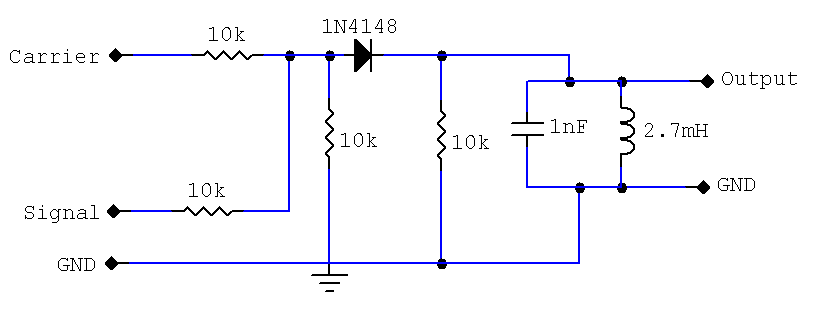 1N4148
10k
Carrier
Output
10k
1nF
2.7mH
10k
10k
GND
Signal
GND